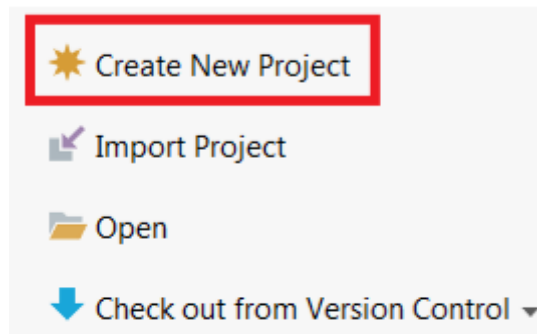 Create New Project
Import Project
Open
Check out from Version Control